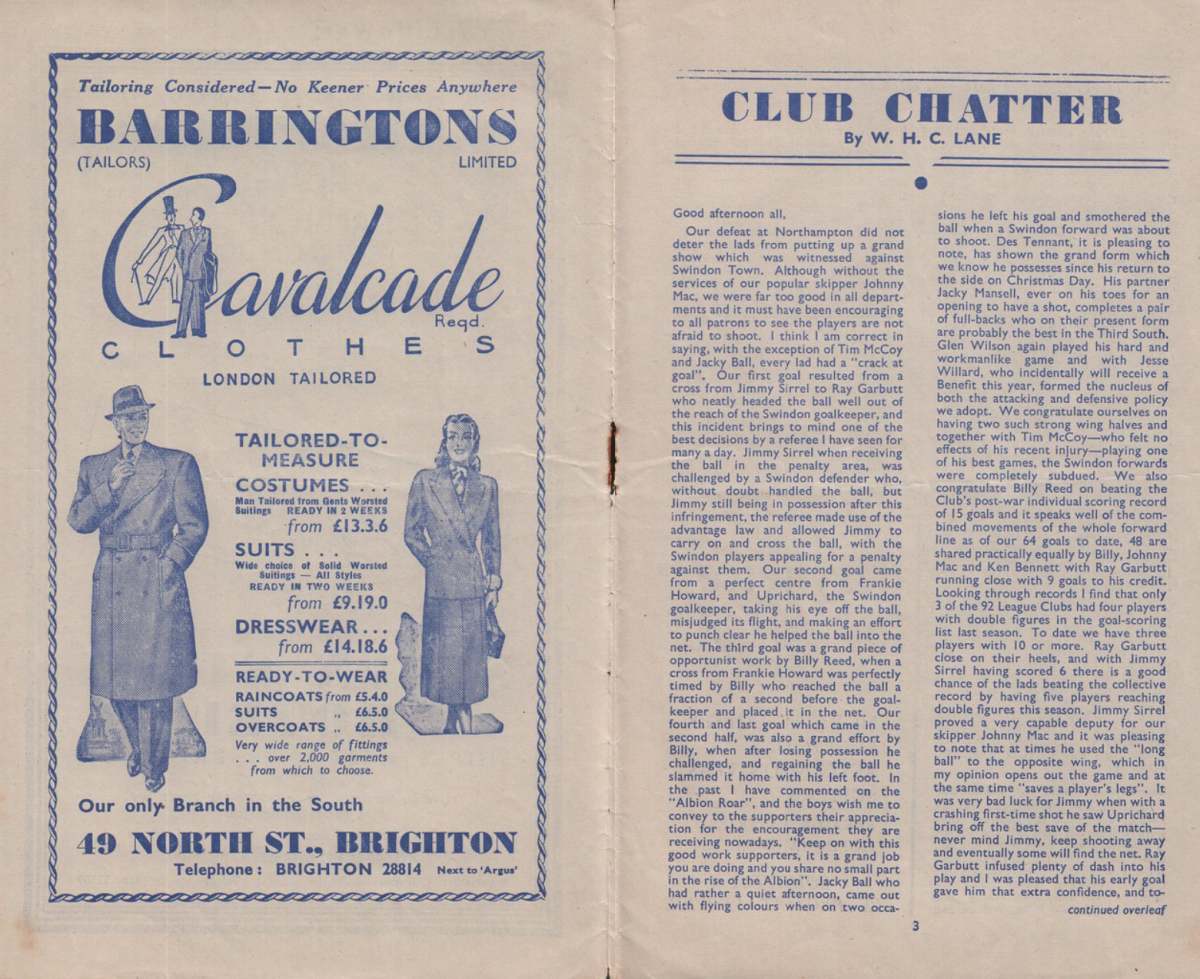 Tailoring Considered—No Keener Prices Anywhere
BARRINGTONS
(TAILORS) LIMITED
Cavalcade
Regd.
CLOTHES
LONDON TAILORED
TAILORED-TO-
MEASURE
COSTUMES ...
Man Tailored from Gents Worsted
Suitings READY IN 2 WEEKS
from £13.3.6
SUITS ...
Wide choice of Solid Worsted
Suitings — All Styles
READY IN TWO WEEKS
from £9.19.0
DRESSWEAR...
from £14.18.6
READY-TO-WEAR
RAINCOATS from £5.4.0
SUITS „ £6.5.0
OVERCOATS „ £6.5.0
Very wide range of fittings
... over 2,000 garments
from which to choose.
Our only Branch in the South
49 NORTH ST., BRIGHTON
Telephone: BRIGHTON 28814 Next to 'Argus'
CLUB CHATTER
By W. H. C. LANE
Good afternoon all,
Our defeat at Northampton did not
deter the lads from putting up a grand
show which was witnessed against
Swindon Town. Although without the
services of our popular skipper Johnny
Mac, we were far too good in all depart-
ments and it must have been encouraging
to all patrons to see the players are not
afraid to shoot. I think I am correct in
saying, with the exception of Tim McCoy
and Jacky Ball, every lad had a "crack at
goal". Our first goal resulted from a
cross from Jimmy Sirrel to Ray Garbutt
who neatly headed the ball well out of
the reach of the Swindon goalkeeper, and
this incident brings to mind one of the
best decisions by a referee I have seen for
many a day. Jimmy Sirrel when receiving
the ball in the penalty area, was
challenged by a Swindon defender who,
without doubt handled the ball, but
Jimmy still being in possession after this
infringement, the referee made use of the
advantage law and allowed Jimmy to
carry on and cross the ball, with the
Swindon players appealing for a penalty
against them. Our second goal came
from a perfect centre from Frankie
Howard, and Uprichard, the Swindon
goalkeeper, taking his eye off the ball,
misjudged its flight, and making an effort
to punch clear he helped the ball into the
net. The third goal was a grand piece of
opportunist work by Billy Reed, when a
cross from Frankie Howard was perfectly
timed by Billy who reached the ball a
fraction of a second before the goal-
keeper and placed it in the net. Our
fourth and last goal which came in the
second half, was also a grand effort by
Billy, when after losing possession he
challenged, and regaining the ball he
slammed it home with his left foot. In
the past I have commented on the
"Albion Roar", and the boys wish me to
convey to the supporters their apprecia-
tion for the encouragement they are
receiving nowadays. "Keep on with this
good work supporters, it is a grand job
you are doing and you share no small part
in the rise of the Albion". Jacky Ball who
had rather a quiet afternoon, came out
with flying colours when on two occa-
sions he left his goal and smothered the
ball when a Swindon forward was about
to shoot. Des Tennant, it is pleasing to
note, has shown the grand form which
we know he possesses since his return to
the side on Christmas Day. His partner
Jacky Mansell, ever on his toes for an
opening to have a shot, completes a pair
of full-backs who on their present form
are probably the best in the Third South.
Glen Wilson again played his hard and
workmanlike game and with Jesse
Willard, who incidentally will receive a
Benefit this year, formed the nucleus of
both the attacking and defensive policy
we adopt. We congratulate ourselves on
having two such strong wing halves and
together with Tim McCoy—who felt no
effects of his recent injury—playing one
of his best games, the Swindon forwards
were completely subdued. We also
congratulate Billy Reed on beating the
Club's post-war individual scoring record
of 15 goals and it speaks well of the com-
bined movements of the whole forward
line as of our 64 goals to date, 48 are
shared practically equally by Billy, Johnny
Mac and Ken Bennett with Ray Garbutt
running close with 9 goals to his credit.
Looking through records I find that only
3 of the 92 League Clubs had four players
with double figures in the goal-scoring
list last season. To date we have three
players with 10 or more. Ray Garbutt
close on their heels, and with Jimmy
Sirrel having scored 6 there is a good
chance of the lads beating the collective
record by having five players reaching
double figures this season. Jimmy Sirrel
proved a very capable deputy for our
skipper Johnny Mac and it was pleasing
to note that at times he used the "long
ball" to the opposite wing, which in
my opinion opens out the game and at
the same time "saves a player's legs". It
was very bad luck for Jimmy when with a
crashing first-time shot he saw Uprichard
bring off the best save of the match—
never mind Jimmy, keep shooting away
and eventually some will find the net. Ray
Garbutt infused plenty of dash into his
play and I was pleased that his early goal
gave him that extra confidence, and to-
continued overleaf
3